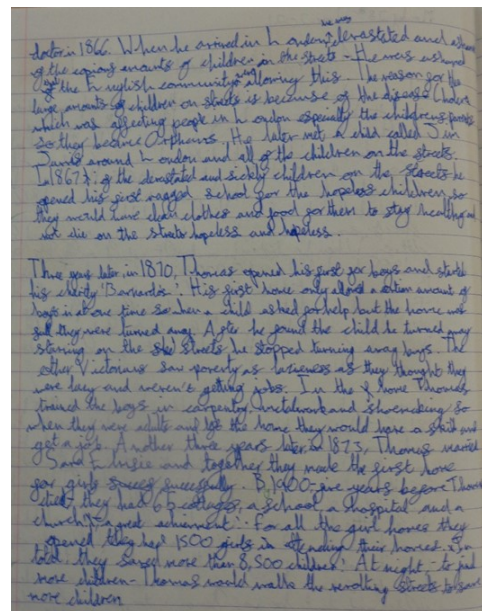 he was
doctor in 1866. When he arrived in London, devastated and ashamed
of the copious amounts of children in the streets - He was ashamed
of the English community allowing this. The reason for the
large amounts of children on streets is because of the disease Cholera
which was affecting people in London especially the childrens parents
so they become Orphans, He later met a child called Jim
Jarvis around London and all of the children on the streets.
In 1867 of the devastated and sickly children on the streets he
opened his first ragged school for the hopeless children, so
they would have clean clothes and food for them to stay healthy and
not die on the streets hopeless and hopeless.
Three years later, in 1870, Thomas opened his first for boys and started
his charity 'Barnardos'. His first home only allowed a certain amount of
boys in at one time so when a child asked for help but the home was
full they were turned away. After he found the child he turned away
starving on the streets he stopped turning away boys. The
other Victorians saw poverty as laziness as they thought they
were lazy and weren't getting jobs. In the home Thomas
trained the boys in carpentry, metalwork and shoemaking so
when they were adults and left the home they would have a skill and
get a job. Another three years later, in 1873, Thomas married
and together they made the first home
for girls successfully. By 1900 - five years before Thomas
died, they had 65 cottages, a school, a hospital and a
church - a great achievement! For all the girl homes they
opened they had 1500 girls in attending their homes. In
total they saved more than 8,500 children! At night - to find
more children - Thomas would walk the revolting streets to save
more children